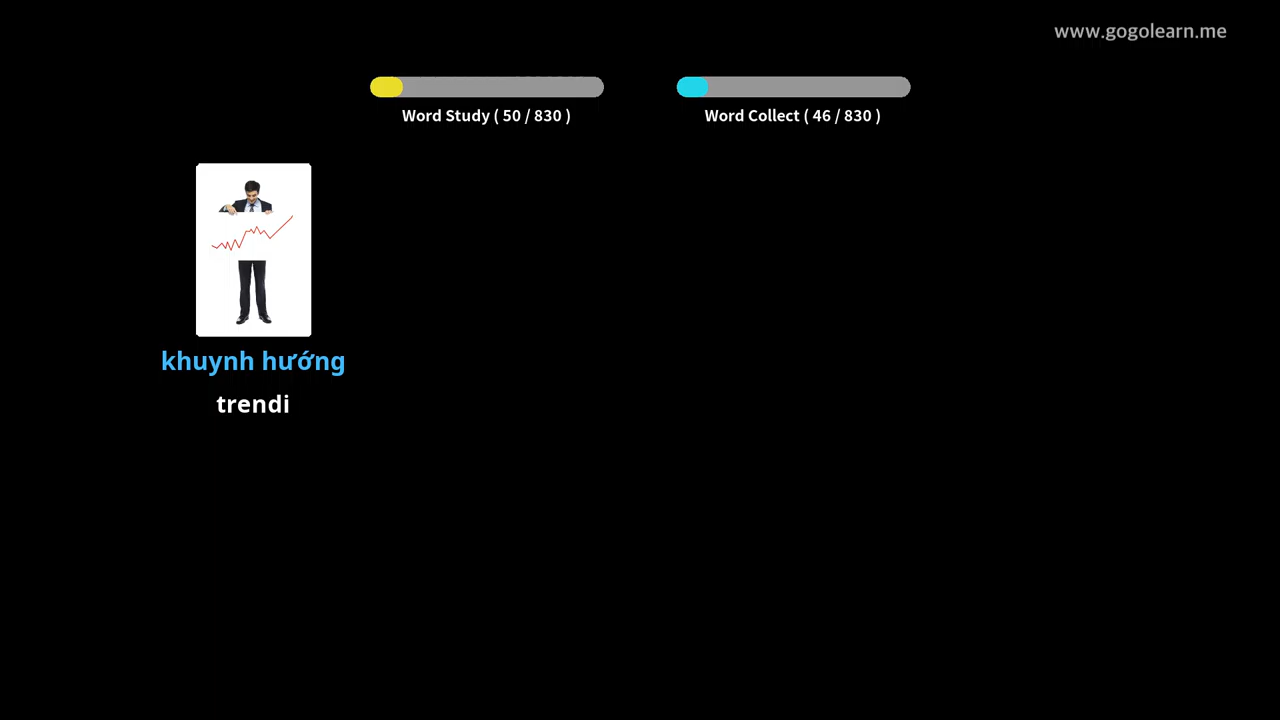 www.gogolearn.me
Word Study ( 50 / 830 )
Word Collect ( 46 / 830 )
khuynh hướng
trendi